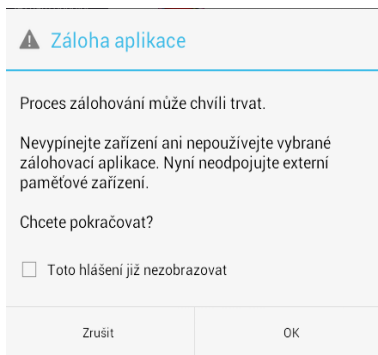 Záloha aplikace
Proces zálohování může chvíli trvat.
Nevypínejte zařízení ani nepoužívejte vybrané
zálohovací aplikace. Nyní neodpojujte externí
paměťové zařízení.
Chcete pokračovat?
Toto hlášení již nezobrazovat
Zrušit
OK